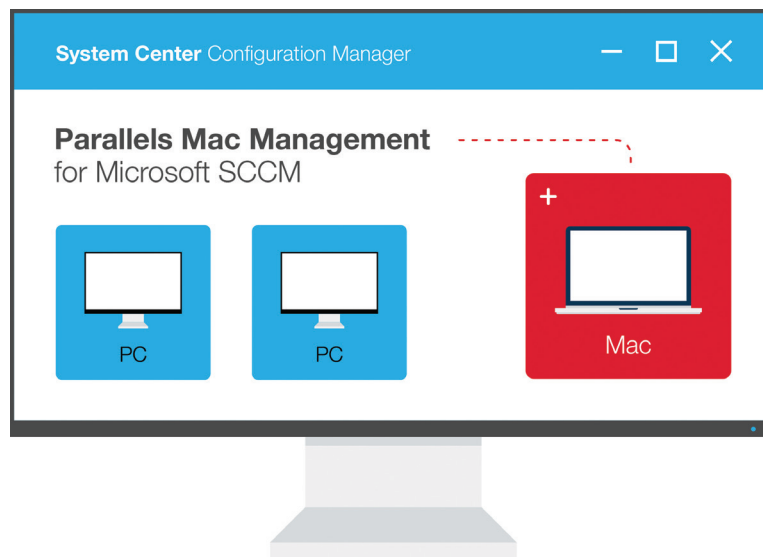 System Center Configuration Manager
Parallels Mac Management
for Microsoft SCCM
PC
PC
Mac